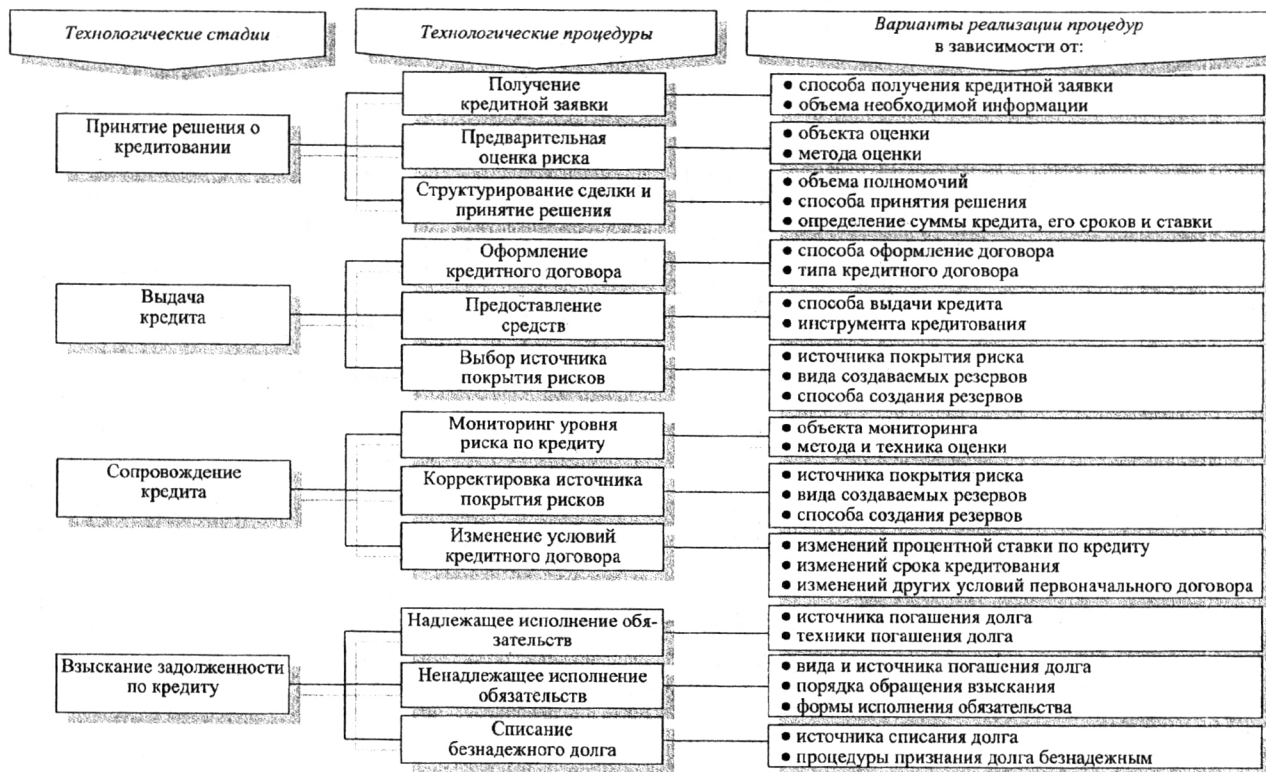 Технологические стадии
Технологические процедуры
Варианты реализации процедур
в зависимости от:
Принятие решения о
кредитовании
Получение
кредитной заявки
• способа получения кредитной заявки
• объема необходимой информации
Предварительная
оценка риска
• объекта оценки
• метода оценки
Структурирование сделки и
принятие решения
• объема полномочий
• способа принятия решения
• определение суммы кредита, его сроков и ставки
Выдача
кредита
Оформление
кредитного договора
• способа оформление договора
• типа кредитного договора
Предоставление
средств
• способа выдачи кредита
• инструмента кредитования
Выбор источника
покрытия рисков
• источника покрытия риска
• вида создаваемых резервов
• способа создания резервов
Сопровождение
кредита
Мониторинг уровня
риска по кредиту
• объекта мониторинга
• метода и техника оценки
Корректировка источника
покрытия рисков
• источника покрытия риска
• вида создаваемых резервов
• способа создания резервов
Изменение условий
кредитного договора
• изменений процентной ставки по кредиту
• изменений срока кредитования
• изменений других условий первоначального договора
Взыскание задолженности
по кредиту
Надлежащее исполнение обя-
зательств
• источника погашения долга
• техники погашения долга
Ненадлежащее исполнение
обязательств
• вида и источника погашения долга
• порядка обращения взыскания
• формы исполнения обязательства
Списание
безнадежного долга
• источника списания долга
• процедуры признания долга безнадежным